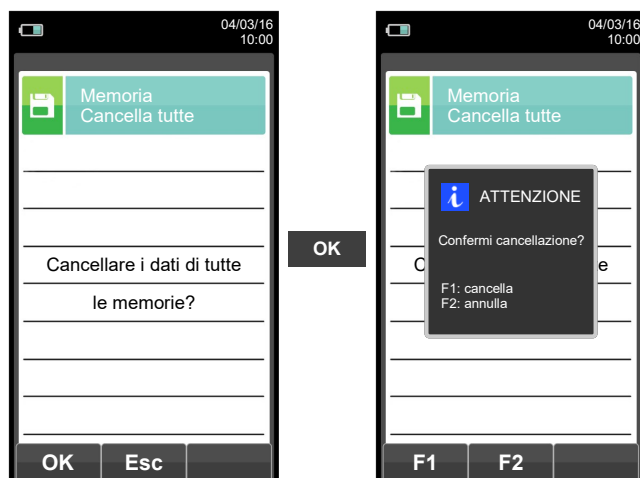 04/03/16
10:00
Memoria
Cancella tutte
Cancellare i dati di tutte
le memorie?
OK
Esc
OK
04/03/16
10:00
Memoria
Cancella tutte
ATTENZIONE
Confermi cancellazione?
C
e
F1: cancella
F2: annulla
F1
F2